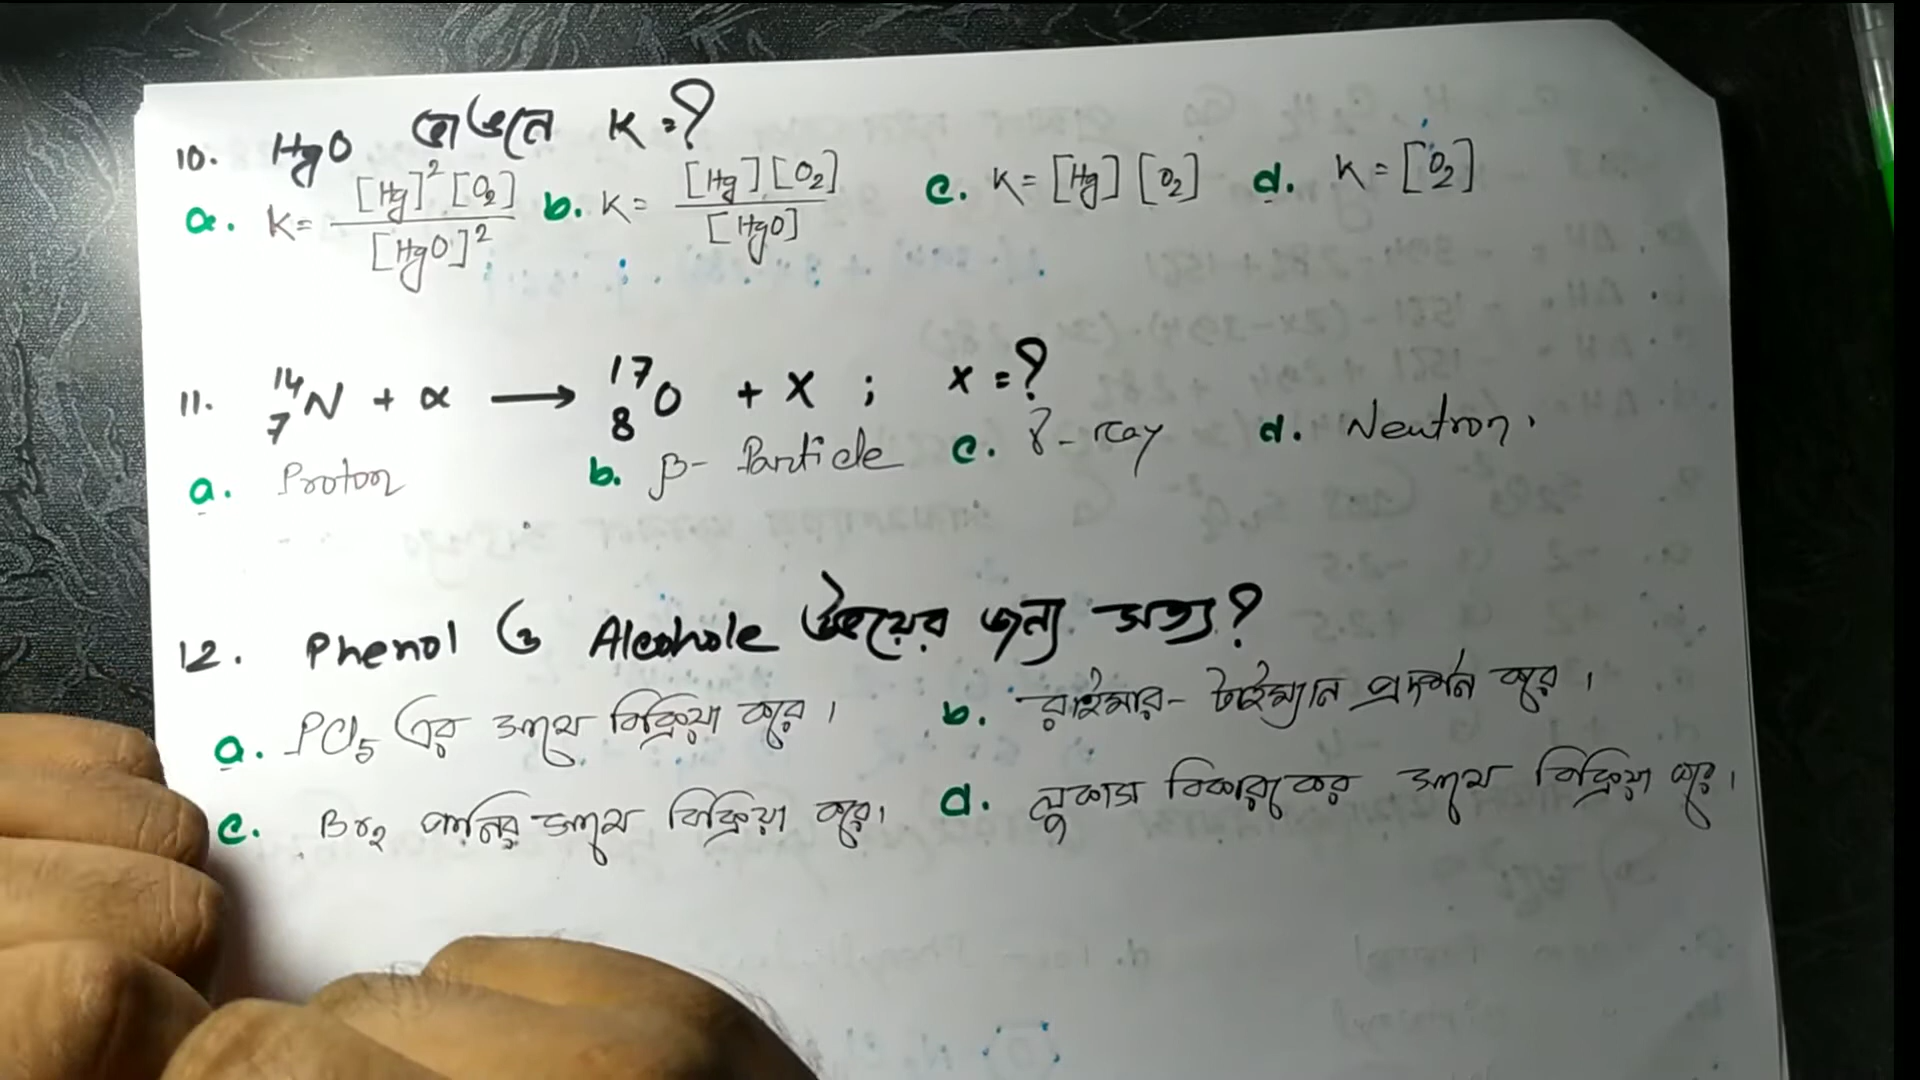 10. HgO ভাঙলে K=?
a. K= [Hg]²[O₂] / [HgO]² b. K= [Hg][O₂] / [HgO] c. K= [Hg][O₂] d. K=[O₂]
11. ¹⁴₇N + α → ¹⁷₈O + X ; x=?
a. Proton b. β- Particle c. γ- ray d. Neutron.
12. Phenol ও Alcohole উভয়ের জন্য সত্য?
a. PCl₅ এর সাথে বিক্রিয়া করে। b. রাইমার- টাইম্যান প্রদর্শন করে।
c. Br₂ পানির সাথে বিক্রিয়া করে। d. লুকাস বিকারকের সাথে বিক্রিয়া করে।